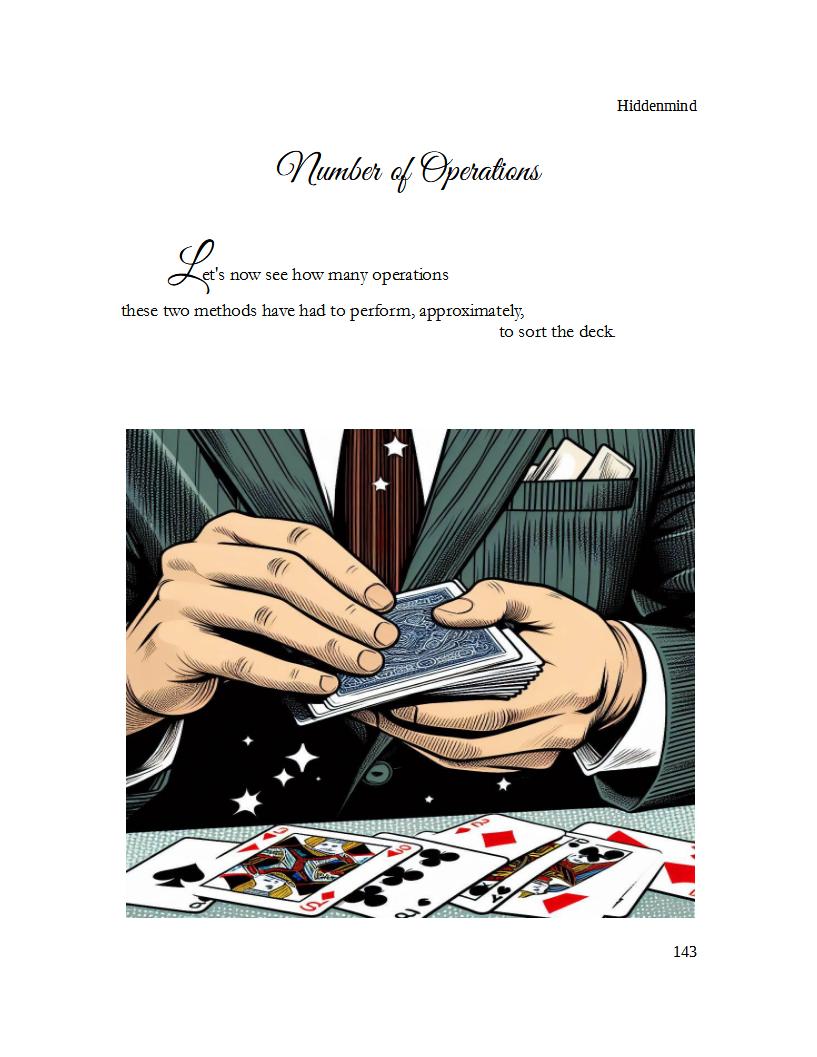 Hiddenmind
Number of Operations
Let's now see how many operations
these two methods have had to perform, approximately,
to sort the deck.
143